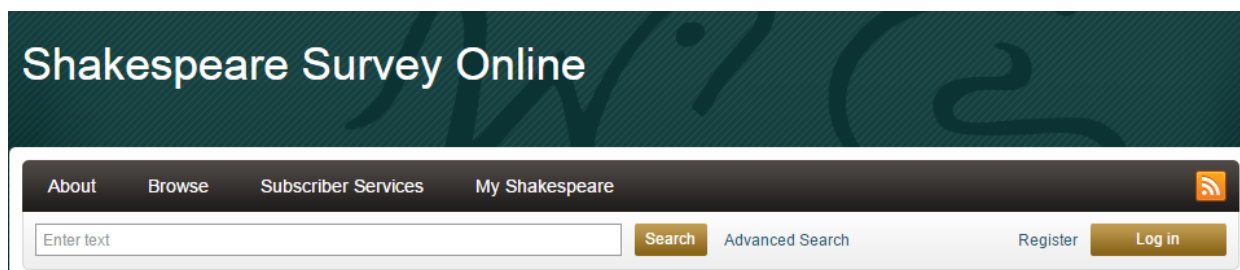 Shakespeare Survey Online
About Browse Subscriber Services My Shakespeare
Enter text Search Advanced Search Register Log in